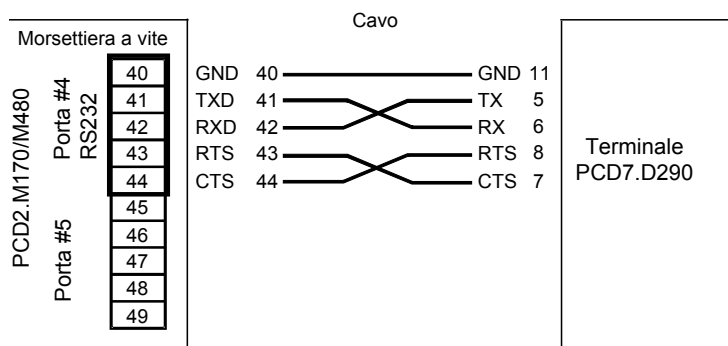 Cavo
Morsettiera a vite
PCD2.M170/M480
Porta #4
RS232
Porta #5
40
41
42
43
44
45
46
47
48
49
GND 40 GND 11
TXD 41 TX 5
RXD 42 RX 6
RTS 43 RTS 8
CTS 44 CTS 7
Terminale
PCD7.D290